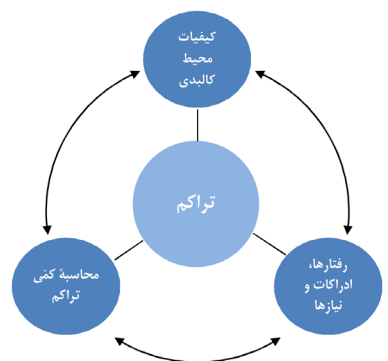 کیفیات
محیط
کالبدی
تراکم
رفتارها،
ادراکات و
نیازها
محاسبهٔ کمّی
تراکم